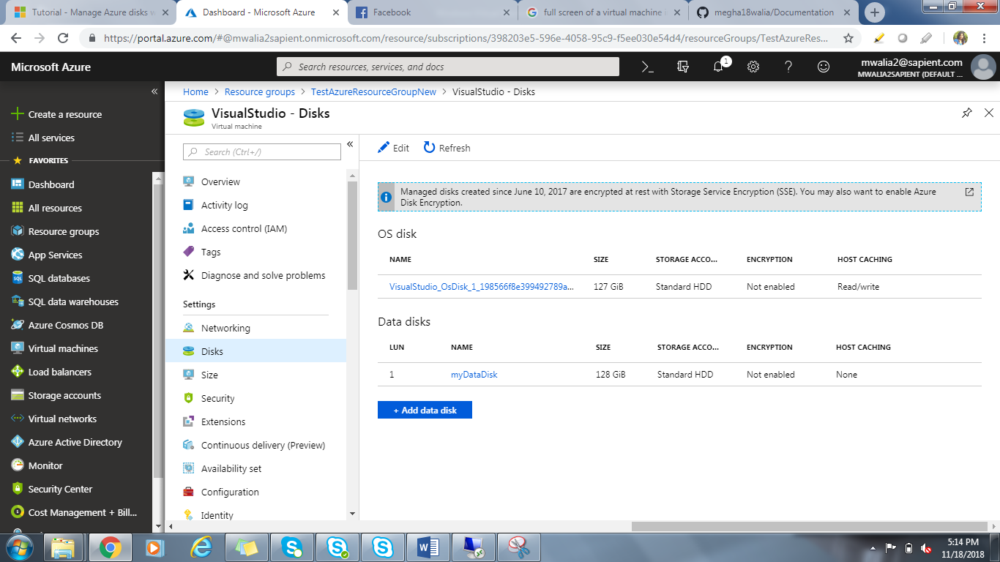 Tutorial - Manage Azure disks w
Dashboard - Microsoft Azure
Facebook
full screen of a virtual machine i
megha18walia/Documentation
https://portal.azure.com/#@mwalia2sapient.onmicrosoft.com/resource/subscriptions/398203e5-596e-4058-95c9-f5ee030e54d4/resourceGroups/TestAzureRes...
Microsoft Azure
Search resources, services, and docs
1
mwalia2@sapient.com
MWALIA2SAPIENT (DEFAULT ...
Create a resource
All services
FAVORITES
Dashboard
All resources
Resource groups
App Services
SQL databases
SQL data warehouses
Azure Cosmos DB
Virtual machines
Load balancers
Storage accounts
Virtual networks
Azure Active Directory
Monitor
Security Center
Cost Management + Bill...
Home > Resource groups > TestAzureResourceGroupNew > VisualStudio - Disks
VisualStudio - Disks
Virtual machine
Search (Ctrl+/)
Overview
Activity log
Access control (IAM)
Tags
Diagnose and solve problems
Settings
Networking
Disks
Size
Security
Extensions
Continuous delivery (Preview)
Availability set
Configuration
Identity
Edit Refresh
Managed disks created since June 10, 2017 are encrypted at rest with Storage Service Encryption (SSE). You may also want to enable Azure
Disk Encryption.
OS disk
NAME SIZE STORAGE ACCO... ENCRYPTION HOST CACHING
VisualStudio_OsDisk_1_198566f8e399492789a... 127 GiB Standard HDD Not enabled Read/write
Data disks
LUN NAME SIZE STORAGE ACCO... ENCRYPTION HOST CACHING
1 myDataDisk 128 GiB Standard HDD Not enabled None
+ Add data disk
5:14 PM
11/18/2018